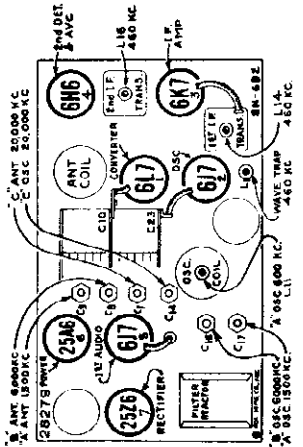 2nd DET. & AVC
6H6
4
L16
460 KC.
2nd I.F. TRANS.
I.F. AMP
6K7
3
L14
460 KC.
1st I.F. TRANS.
"C" ANT. 20,000 KC.
"C" OSC 20,000 KC.
CONVERTER
6L7
1
OSC
6J7
2
ANT COIL
WAVE TRAP
460 KC.
C10
C23
OSC. COIL
"A" OSC 600 KC.
L11
"B" ANT. 6,000 KC
"A" ANT. 1500 KC.
C9
C14
C16
C17
"B" OSC 6000 KC
"A" OSC 1500 KC.
28279
POWER
25A6
6
1st AUDIO
6J7
5
25Z6
7
RECTIFIER
FILTER REACTOR